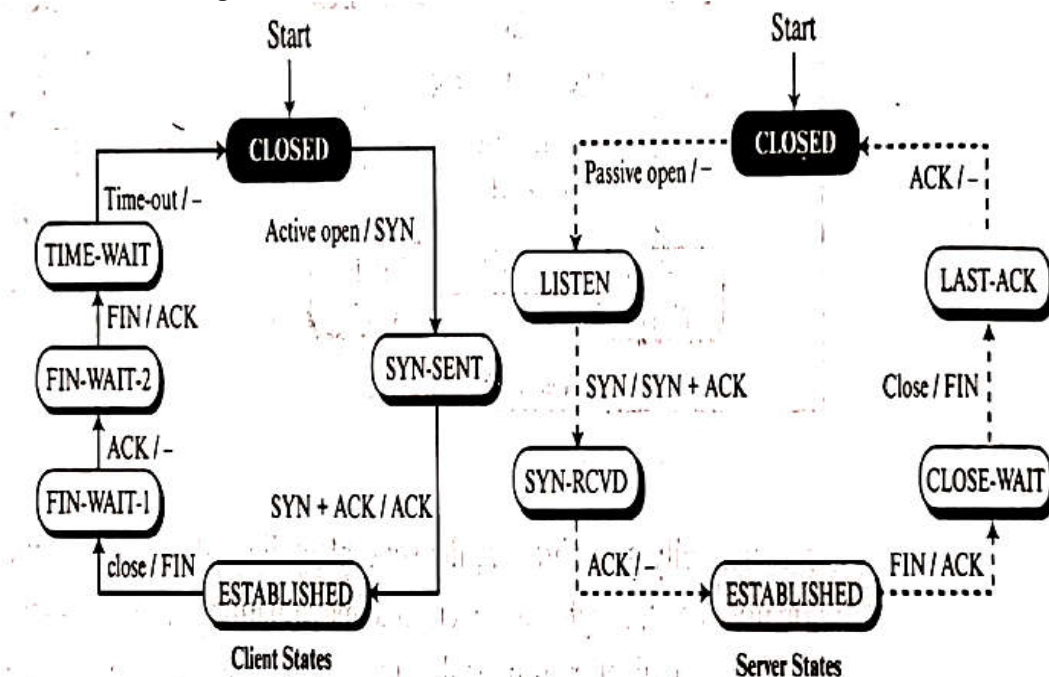 Start
CLOSED
Time-out / –
Active open / SYN
TIME-WAIT
FIN / ACK
SYN-SENT
FIN-WAIT-2
ACK / –
FIN-WAIT-1
SYN + ACK / ACK
close / FIN
ESTABLISHED
Client States
Start
CLOSED
Passive open / –
ACK / –
LISTEN
LAST-ACK
SYN / SYN + ACK
Close / FIN
SYN-RCVD
CLOSE-WAIT
ACK / –
FIN / ACK
ESTABLISHED
Server States